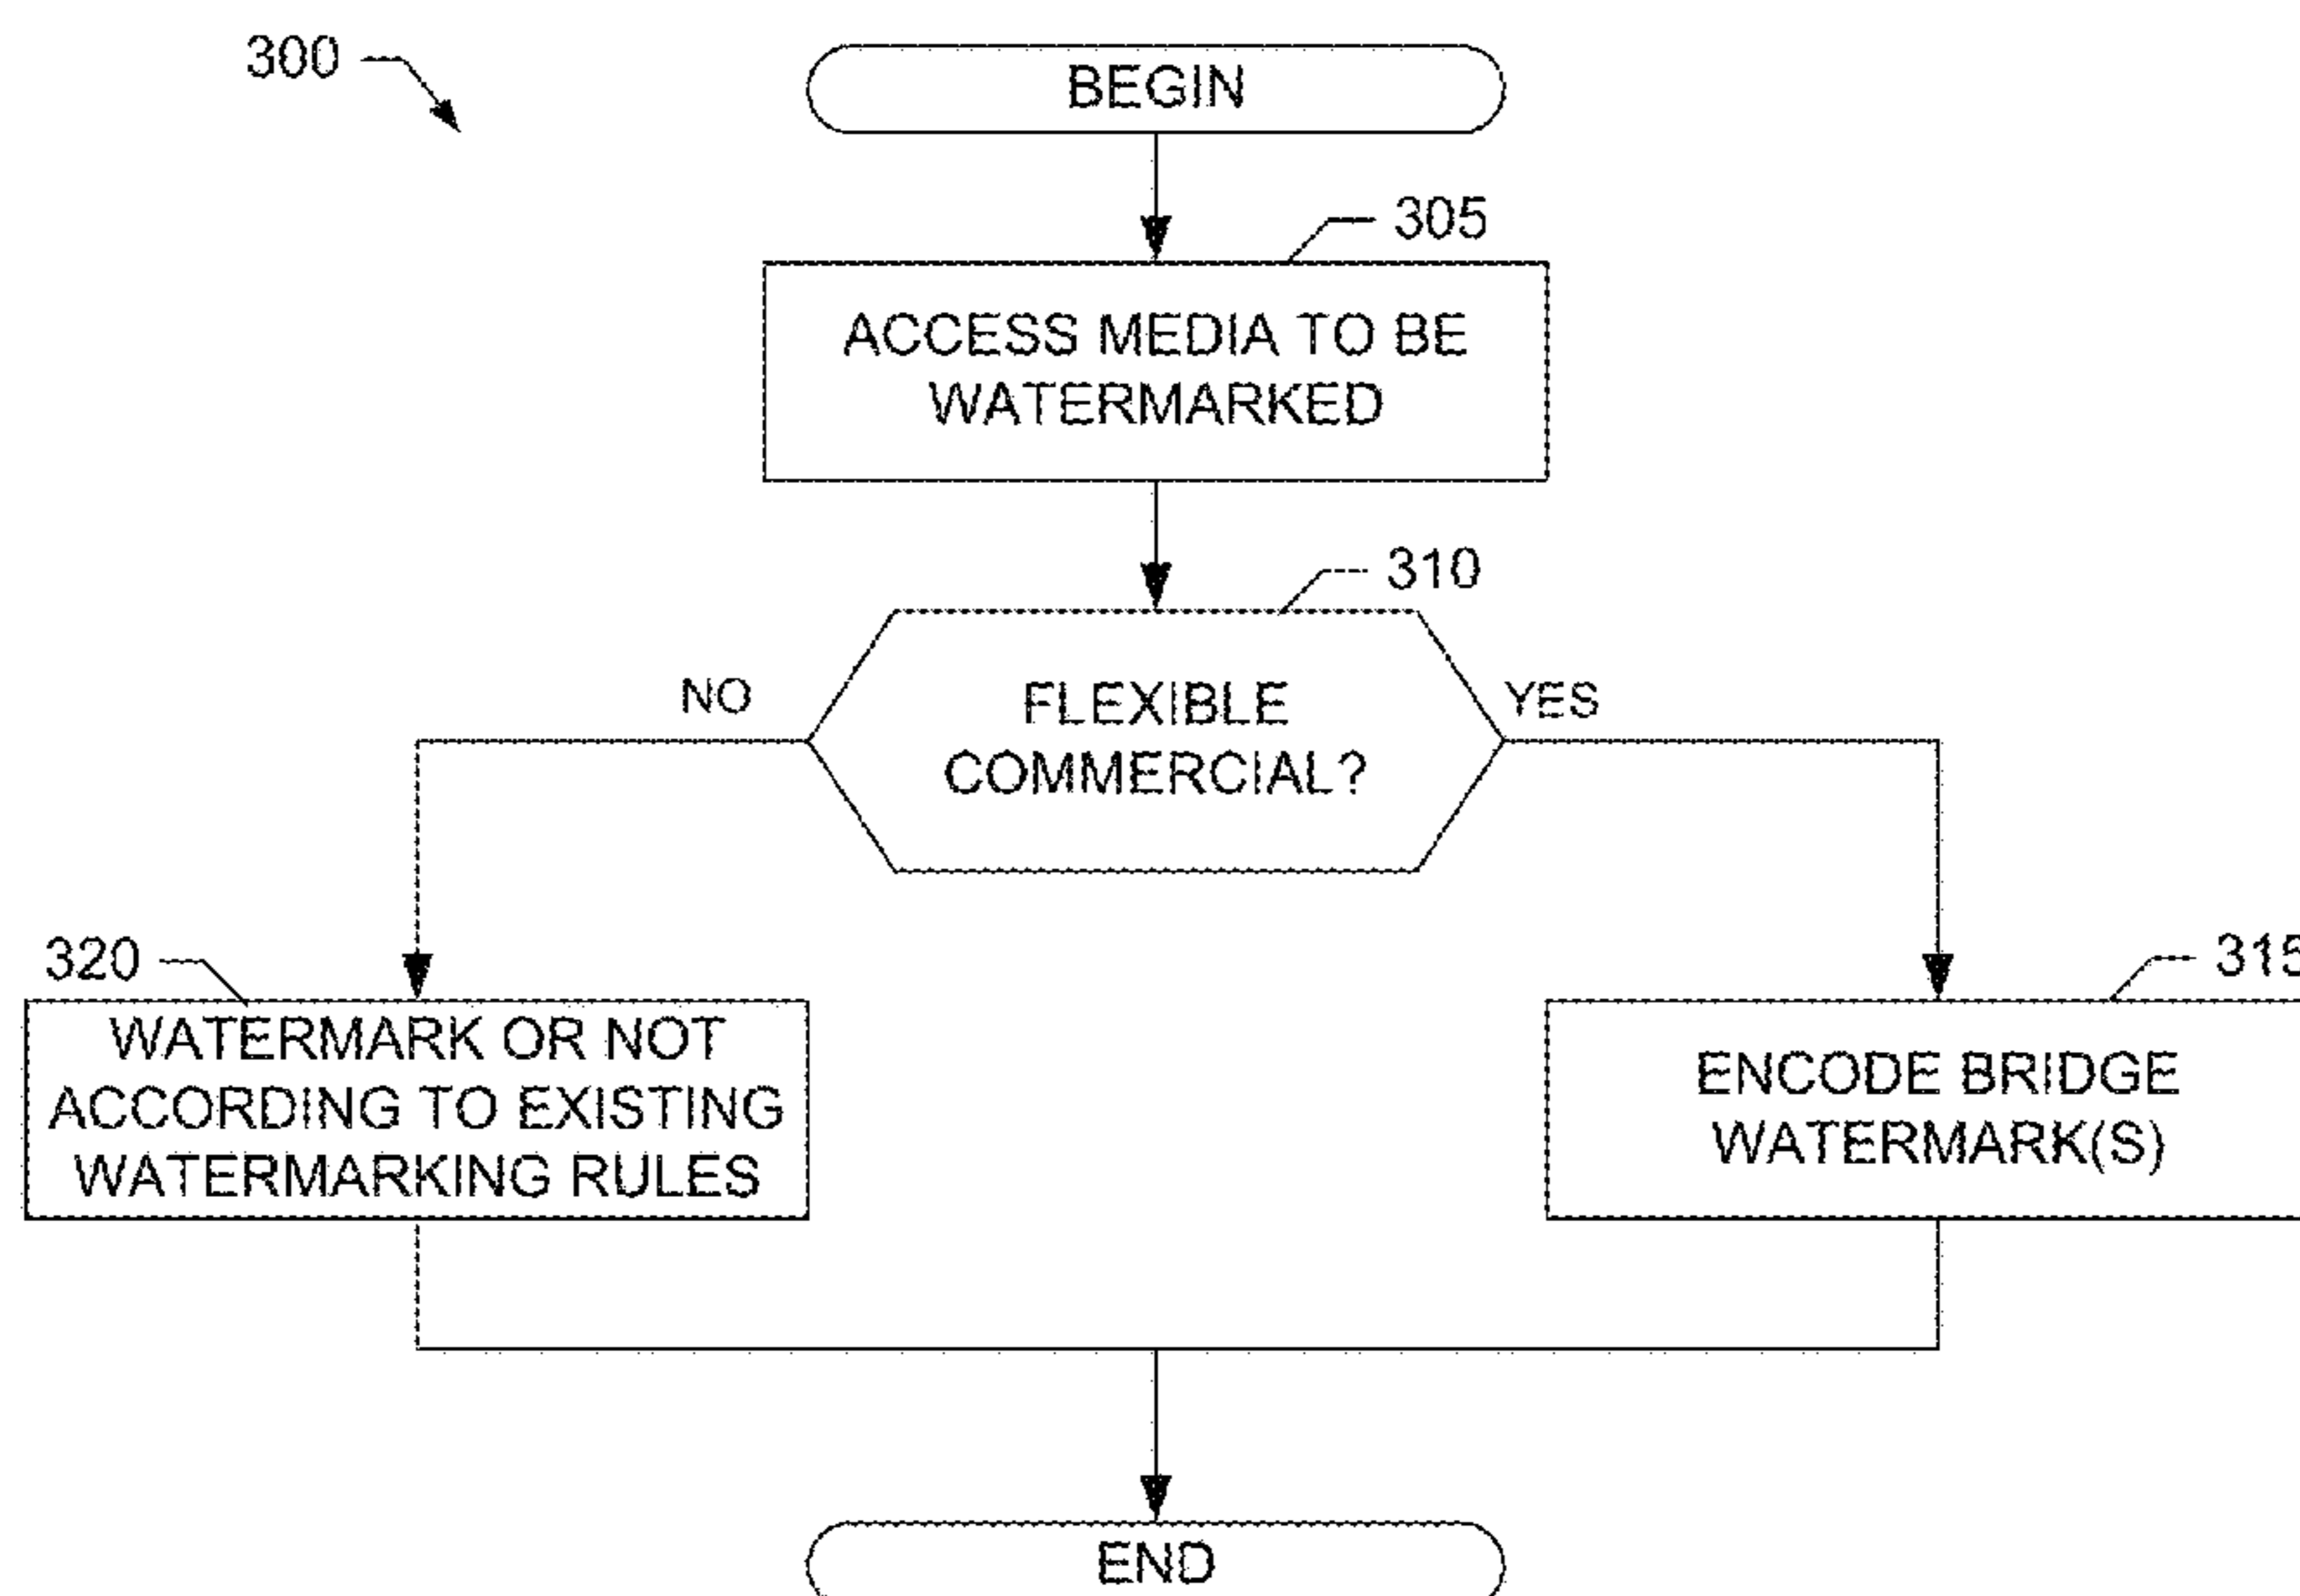 300
BEGIN
305
ACCESS MEDIA TO BE
WATERMARKED
310
NO
FLEXIBLE
COMMERCIAL?
YES
320
315
WATERMARK OR NOT
ACCORDING TO EXISTING
WATERMARKING RULES
ENCODE BRIDGE
WATERMARK(S)
END